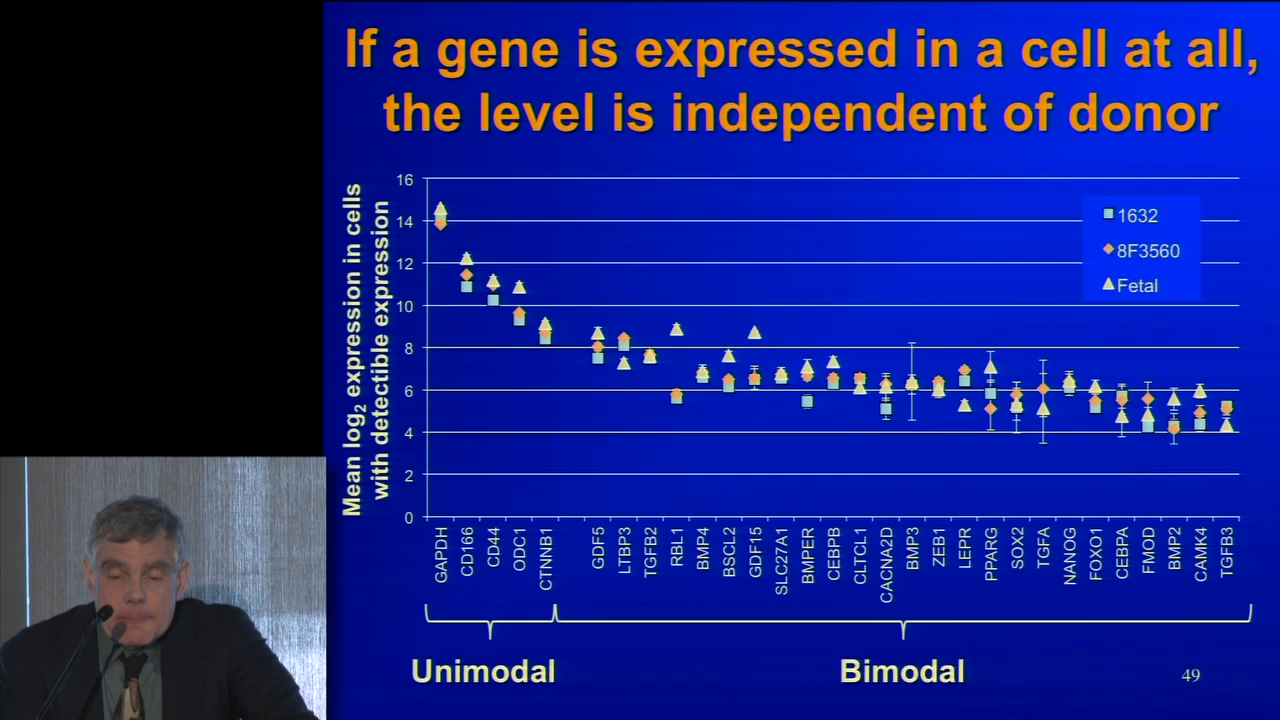 If a gene is expressed in a cell at all,
the level is independent of donor
Mean log2 expression in cells
with detectible expression
16
14
12
10
8
6
4
2
0
1632
8F3560
Fetal
GAPDH
CD166
CD44
ODC1
CTNNB1
GDF5
LTBP3
TGFB2
RBL1
BMP4
BSCL2
GDF15
SLC27A1
BMPER
CEBPB
CLTCL1
CACNA2D
BMP3
ZEB1
LEPR
PPARG
SOX2
TGFA
NANOG
FOXO1
CEBPA
FMOD
BMP2
CAMK4
TGFB3
Unimodal
Bimodal
49